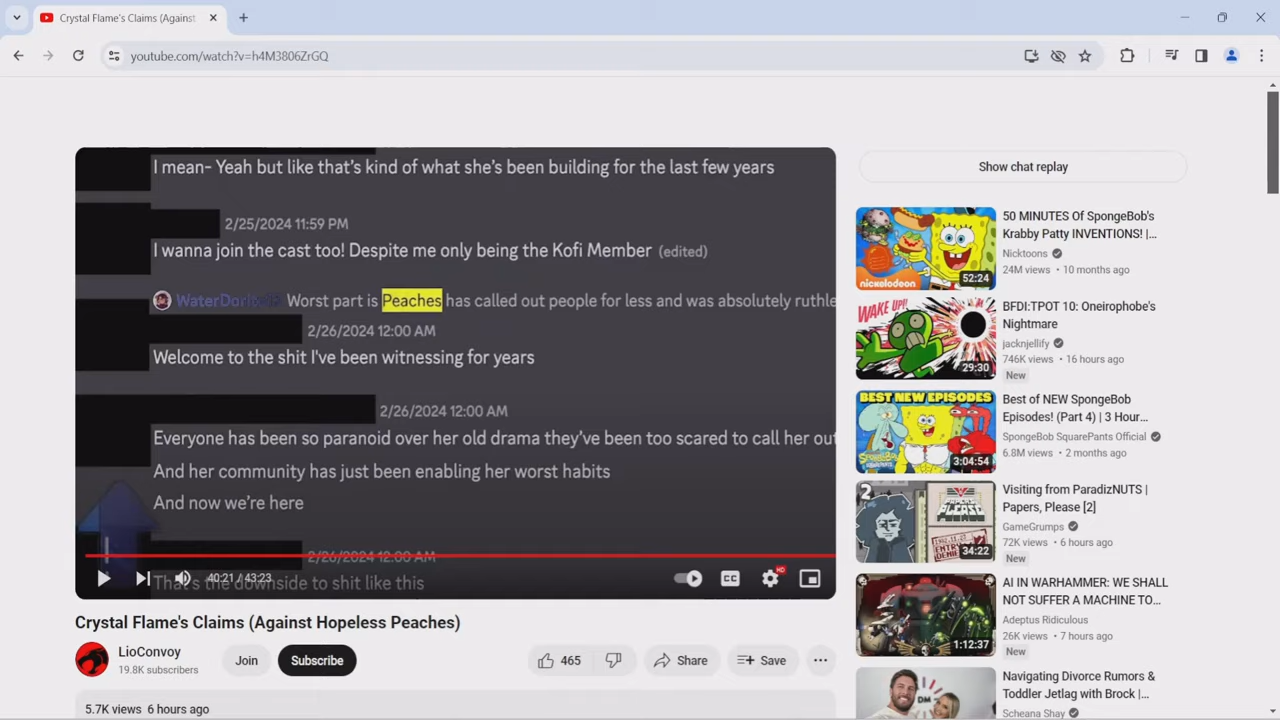 Crystal Flame's Claims (Against
youtube.com/watch?v=h4M3806ZrGQ
I mean- Yeah but like that's kind of what she's been building for the last few years
2/25/2024 11:59 PM
I wanna join the cast too! Despite me only being the Kofi Member (edited)
Worst part is Peaches has called out people for less and was absolutely ruthle
2/26/2024 12:00 AM
Welcome to the shit I've been witnessing for years
2/26/2024 12:00 AM
Everyone has been so paranoid over her old drama they've been too scared to call her out
And her community has just been enabling her worst habits
And now we're here
2/26/2024 12:00 AM
That's the downside to shit like this
40:21 / 43:23
CC
HD
Crystal Flame's Claims (Against Hopeless Peaches)
LioConvoy
19.8K subscribers
Join
Subscribe
465
Share
Save
5.7K views 6 hours ago
Show chat replay
nickelodeon
52:24
50 MINUTES Of SpongeBob's
Krabby Patty INVENTIONS! |...
Nicktoons
24M views • 10 months ago
WAKE UP!
29:30
BFDI:TPOT 10: Oneirophobe's
Nightmare
jacknjellify
746K views • 16 hours ago
New
BEST NEW EPISODES
3:04:54
Best of NEW SpongeBob
Episodes! (Part 4) | 3 Hour...
SpongeBob SquarePants Official
6.8M views • 2 months ago
2
34:22
Visiting from ParadizNUTS |
Papers, Please [2]
GameGrumps
72K views • 6 hours ago
New
1:12:37
AI IN WARHAMMER: WE SHALL
NOT SUFFER A MACHINE TO...
Adeptus Ridiculous
26K views • 7 hours ago
New
Navigating Divorce Rumors &
Toddler Jetlag with Brock |...
Scheana Shay